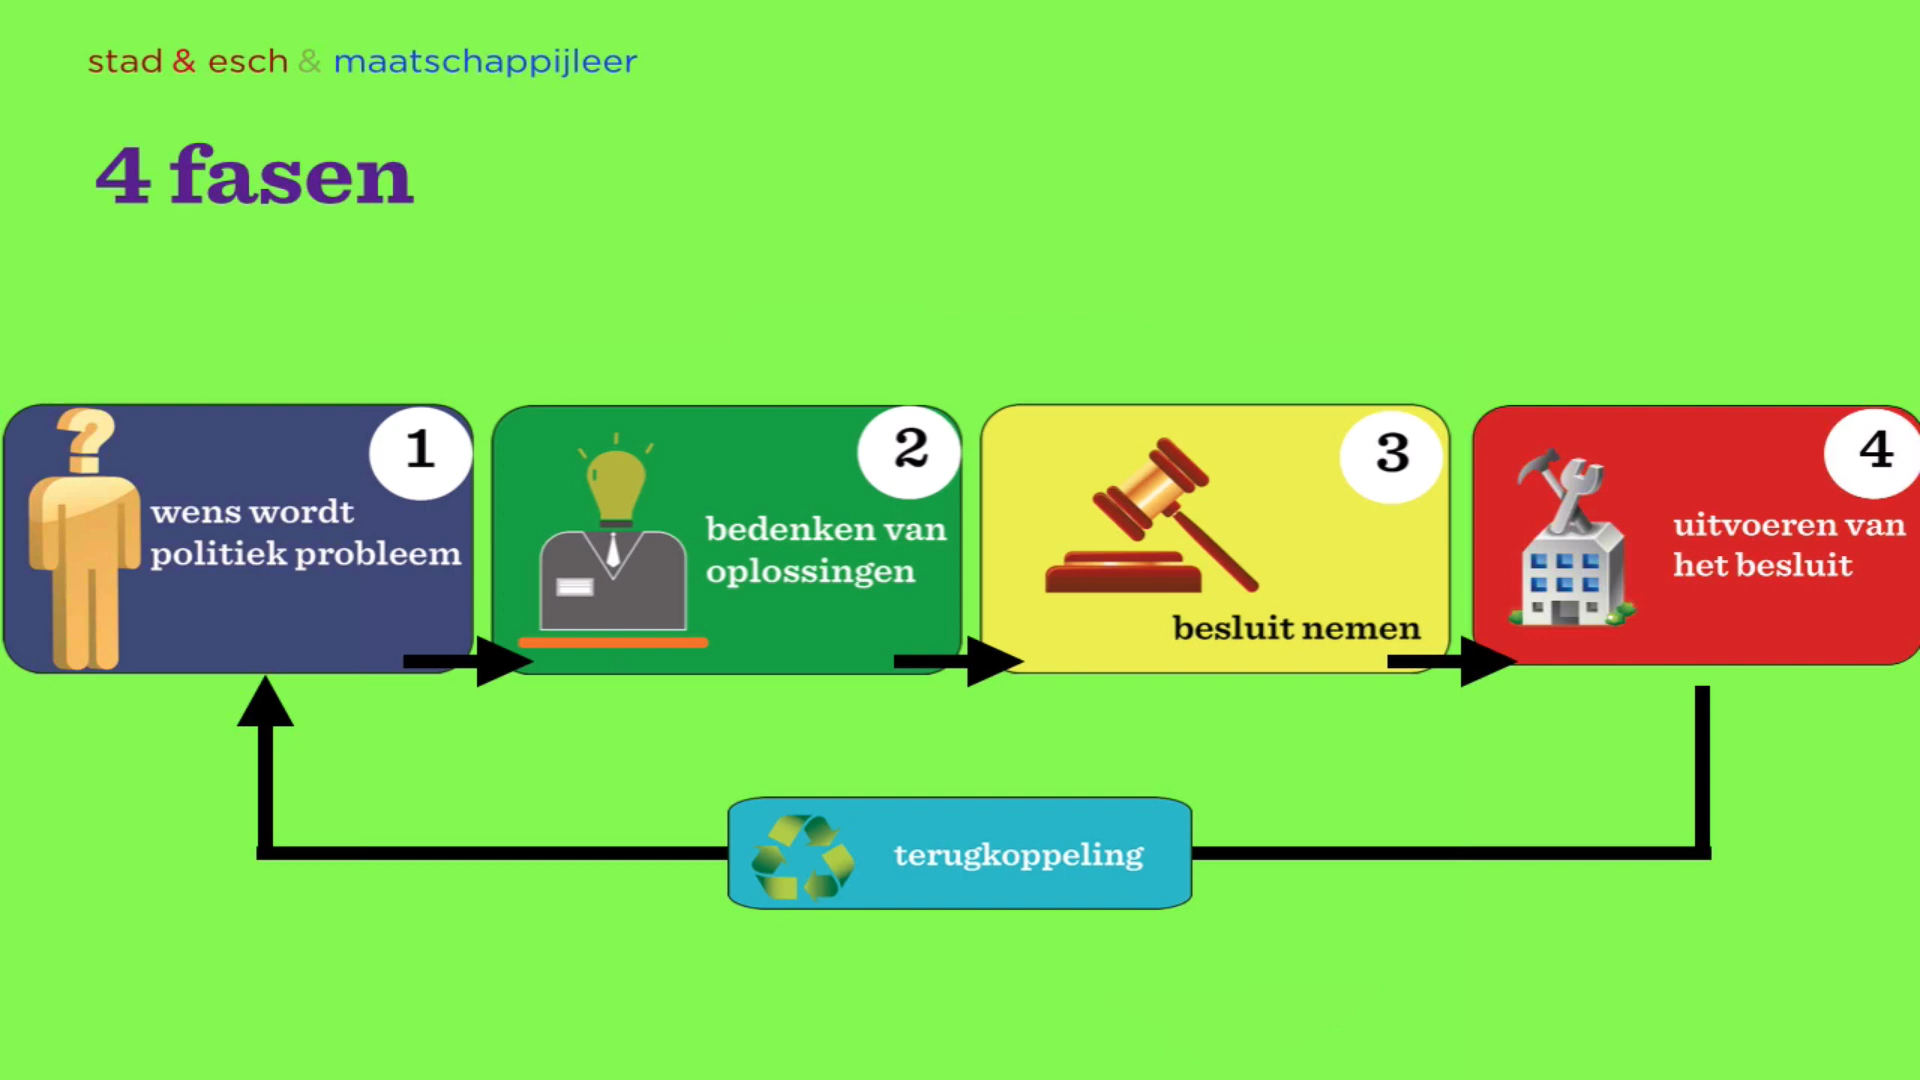 stad & esch & maatschappijleer
4 fasen
1
wens wordt
politiek probleem
2
bedenken van
oplossingen
3
besluit nemen
4
uitvoeren van
het besluit
terugkoppeling